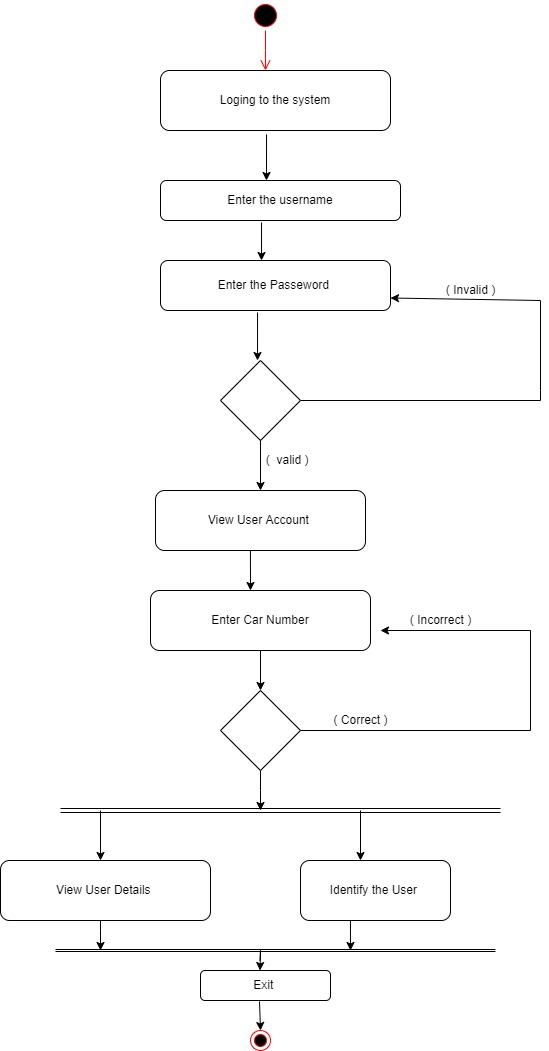 Loging to the system
Enter the username
Enter the Paseword
( Invalid )
( valid )
View User Account
Enter Car Number
( Incorrect )
( Correct )
View User Details
Identify the User
Exit